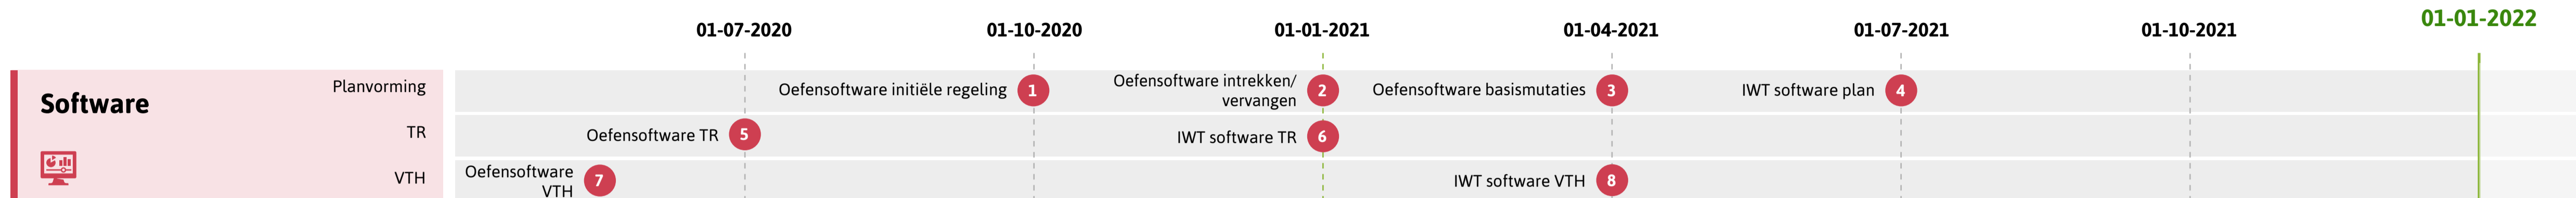 01-07-2020 01-10-2020 01-01-2021 01-04-2021 01-07-2021 01-10-2021 01-01-2022
Software
Planvorming
Oefensoftware initiële regeling 1
Oefensoftware intrekken/
vervangen 2
Oefensoftware basismutaties 3
IWT software plan 4
TR
Oefensoftware TR 5
IWT software TR 6
VTH
Oefensoftware
VTH 7
IWT software VTH 8